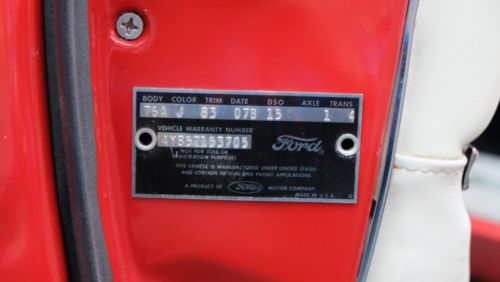 BODY COLOR TRIM DATE DSO AXLE TRANS
76A J 85 07B 15 1 4
VEHICLE WARRANTY NUMBER
4Y85Z155705
Ford
NOT FOR TITLE OR
REGISTRATION PURPOSES
THIS VEHICLE IS MANUFACTURED UNDER UNITED STATES
AND FOREIGN PATENTS AND PATENT APPLICATIONS
A PRODUCT OF Ford MOTOR COMPANY
MADE IN U.S.A.